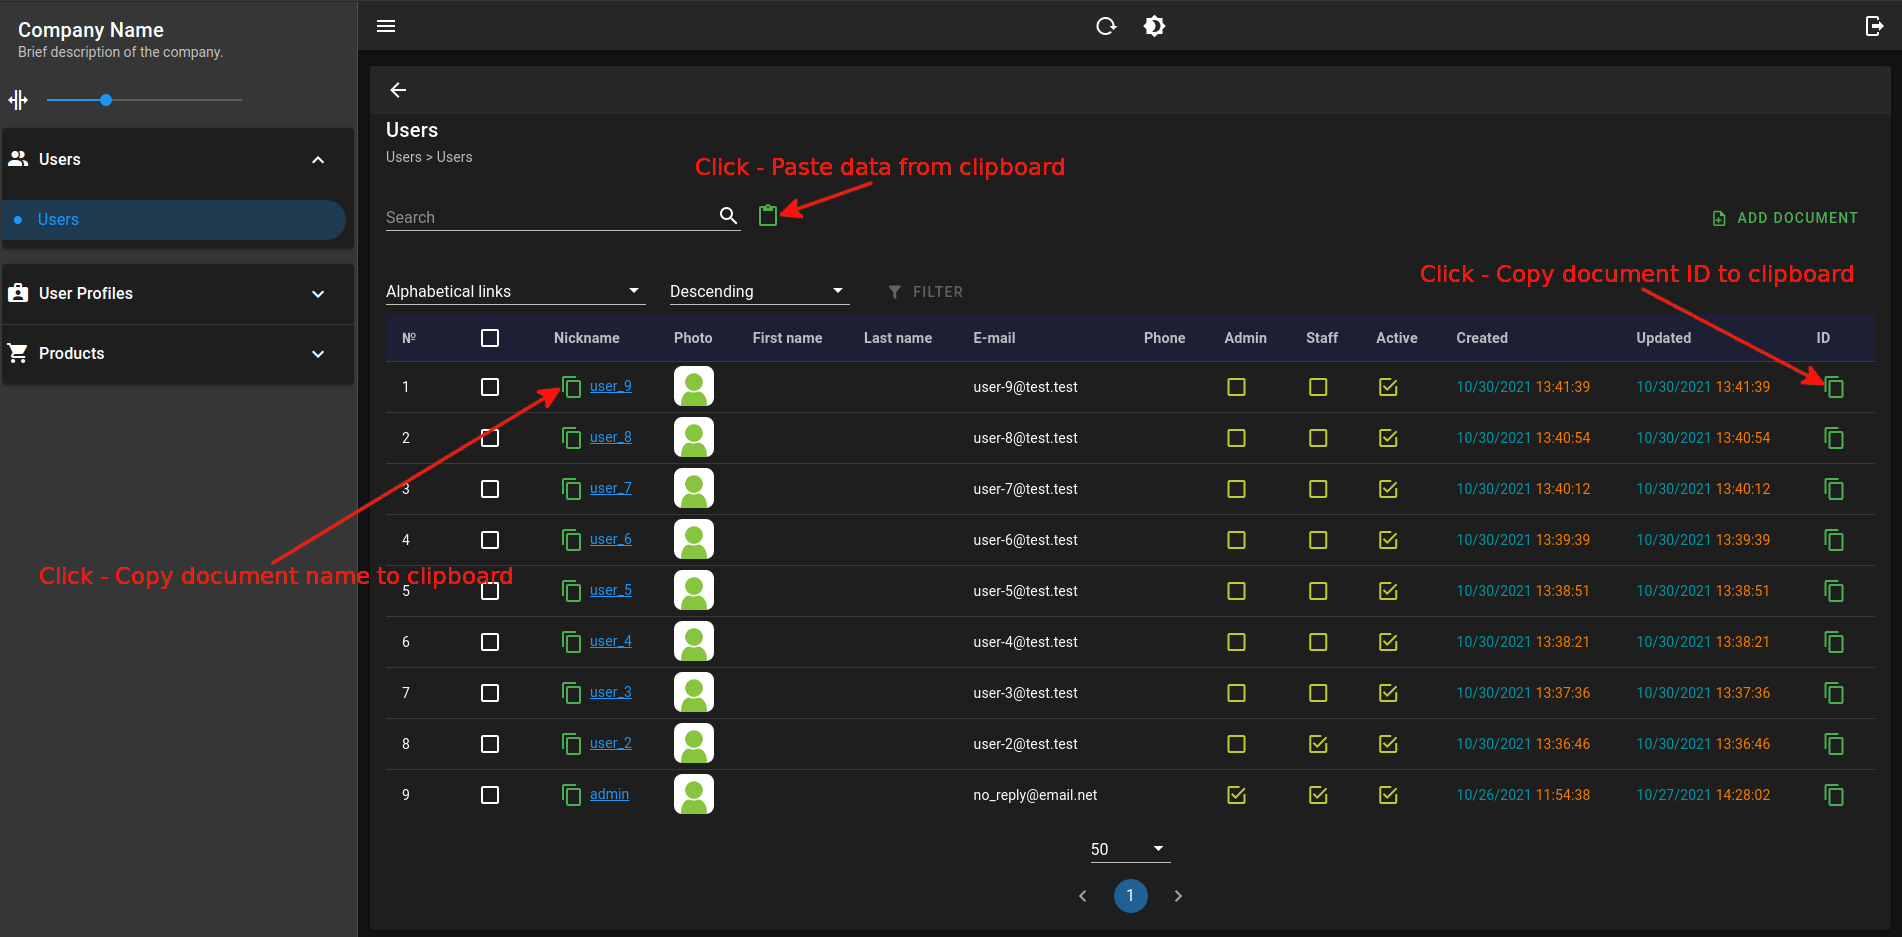 Company Name
Brief description of the company.
Users
Users
User Profiles
Products
Users
Users > Users
Click - Paste data from clipboard
Search
ADD DOCUMENT
Click - Copy document ID to clipboard
Alphabetical links Descending FILTER
№ Nickname Photo First name Last name E-mail Phone Admin Staff Active Created Updated ID
1 user_9 user-9@test.test 10/30/2021 13:41:39 10/30/2021 13:41:39
2 user_8 user-8@test.test 10/30/2021 13:40:54 10/30/2021 13:40:54
3 user_7 user-7@test.test 10/30/2021 13:40:12 10/30/2021 13:40:12
4 user_6 user-6@test.test 10/30/2021 13:39:39 10/30/2021 13:39:39
Click - Copy document name to clipboard
5 user_5 user-5@test.test 10/30/2021 13:38:51 10/30/2021 13:38:51
6 user_4 user-4@test.test 10/30/2021 13:38:21 10/30/2021 13:38:21
7 user_3 user-3@test.test 10/30/2021 13:37:36 10/30/2021 13:37:36
8 user_2 user-2@test.test 10/30/2021 13:36:46 10/30/2021 13:36:46
9 admin no_reply@email.net 10/26/2021 11:54:38 10/27/2021 14:28:02
50
1